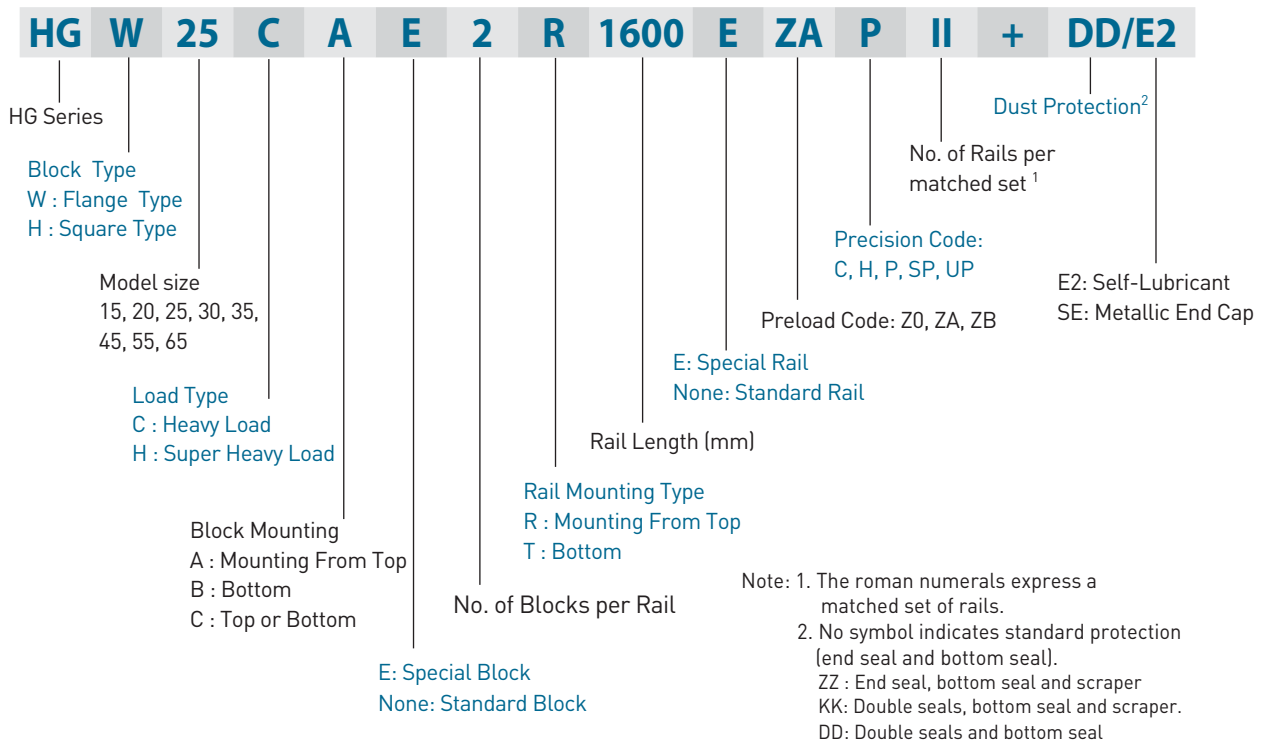 HG W 25 C A E 2 R 1600 E ZA P II + DD/E2
HG Series
Block Type
W : Flange Type
H : Square Type
Model size
15, 20, 25, 30, 35,
45, 55, 65
Load Type
C : Heavy Load
H : Super Heavy Load
Block Mounting
A : Mounting From Top
B : Bottom
C : Top or Bottom
E: Special Block
None: Standard Block
No. of Blocks per Rail
Rail Mounting Type
R : Mounting From Top
T : Bottom
Rail Length (mm)
E: Special Rail
None: Standard Rail
Preload Code: Z0, ZA, ZB
Precision Code:
C, H, P, SP, UP
No. of Rails per
matched set 1
Dust Protection2
E2: Self-Lubricant
SE: Metallic End Cap
Note: 1. The roman numerals express a
matched set of rails.
2. No symbol indicates standard protection
(end seal and bottom seal).
ZZ : End seal, bottom seal and scraper
KK: Double seals, bottom seal and scraper.
DD: Double seals and bottom seal